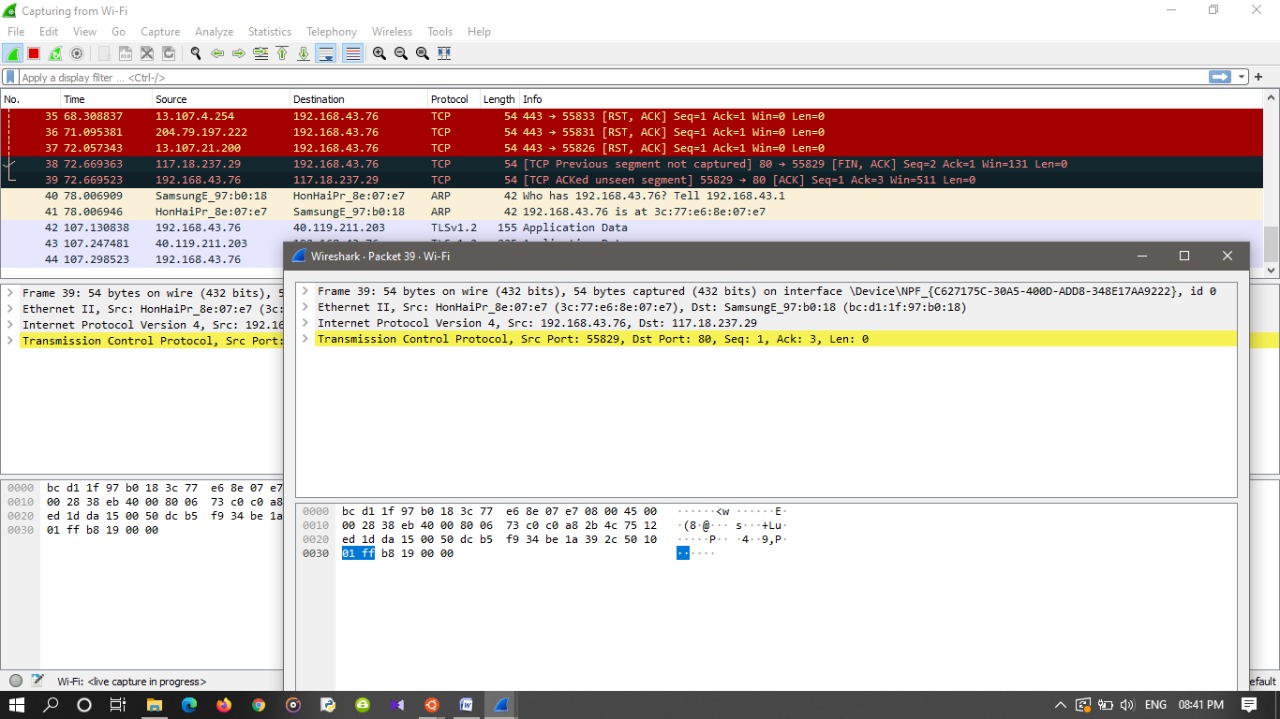 Capturing from Wi-Fi
File Edit View Go Capture Analyze Statistics Telephony Wireless Tools Help
Apply a display filter ... <Ctrl-/>
No. Time Source Destination Protocol Length Info
35 68.308837 13.107.4.254 192.168.43.76 TCP 54 443 → 55833 [RST, ACK] Seq=1 Ack=1 Win=0 Len=0
36 71.095381 204.79.197.222 192.168.43.76 TCP 54 443 → 55831 [RST, ACK] Seq=1 Ack=1 Win=0 Len=0
37 72.057343 13.107.21.200 192.168.43.76 TCP 54 443 → 55826 [RST, ACK] Seq=1 Ack=1 Win=0 Len=0
38 72.669363 117.18.237.29 192.168.43.76 TCP 54 [TCP Previous segment not captured] 80 → 55829 [FIN, ACK] Seq=2 Ack=1 Win=131 Len=0
39 72.669523 192.168.43.76 117.18.237.29 TCP 54 [TCP ACKed unseen segment] 55829 → 80 [ACK] Seq=1 Ack=3 Win=511 Len=0
40 78.006909 SamsungE_97:b0:18 HonHaiPr_8e:07:e7 ARP 42 Who has 192.168.43.76? Tell 192.168.43.1
41 78.006946 HonHaiPr_8e:07:e7 SamsungE_97:b0:18 ARP 42 192.168.43.76 is at 3c:77:e6:8e:07:e7
42 107.130838 192.168.43.76 40.119.211.203 TLSv1.2 155 Application Data
43 107.247481 40.119.211.203
44 107.298523 192.168.43.76
Frame 39: 54 bytes on wire (432 bits), 5
Ethernet II, Src: HonHaiPr_8e:07:e7 (3c:
Internet Protocol Version 4, Src: 192.16
Transmission Control Protocol, Src Port:
0000 bc d1 1f 97 b0 18 3c 77 e6 8e 07 e7
0010 00 28 38 eb 40 00 80 06 73 c0 c0 a8
0020 ed 1d da 15 00 50 dc b5 f9 34 be 1a
0030 01 ff b8 19 00 00
Wireshark · Packet 39 · Wi-Fi
Frame 39: 54 bytes on wire (432 bits), 54 bytes captured (432 bits) on interface \Device\NPF_{C627175C-30A5-400D-ADD8-348E17AA9222}, id 0
Ethernet II, Src: HonHaiPr_8e:07:e7 (3c:77:e6:8e:07:e7), Dst: SamsungE_97:b0:18 (bc:d1:1f:97:b0:18)
Internet Protocol Version 4, Src: 192.168.43.76, Dst: 117.18.237.29
Transmission Control Protocol, Src Port: 55829, Dst Port: 80, Seq: 1, Ack: 3, Len: 0
0000 bc d1 1f 97 b0 18 3c 77 e6 8e 07 e7 08 00 45 00 ······<w ······E·
0010 00 28 38 eb 40 00 80 06 73 c0 c0 a8 2b 4c 75 12 ·(8·@··· s···+Lu·
0020 ed 1d da 15 00 50 dc b5 f9 34 be 1a 39 2c 50 10 ·····P·· ·4··9,P·
0030 01 ff b8 19 00 00 ······
Wi-Fi: <live capture in progress>
efault
ENG 08:41 PM